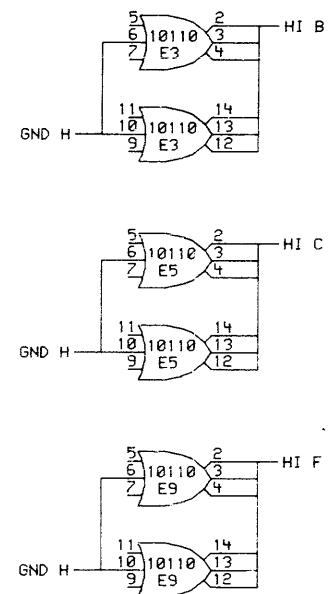 5 2 HI B
6 10110 3
7 E3 4
11 14
GND H 10 10110 13
9 E3 12
5 2 HI C
6 10110 3
7 E5 4
11 14
GND H 10 10110 13
9 E5 12
5 2 HI F
6 10110 3
7 E9 4
11 14
GND H 10 10110 13
9 E9 12